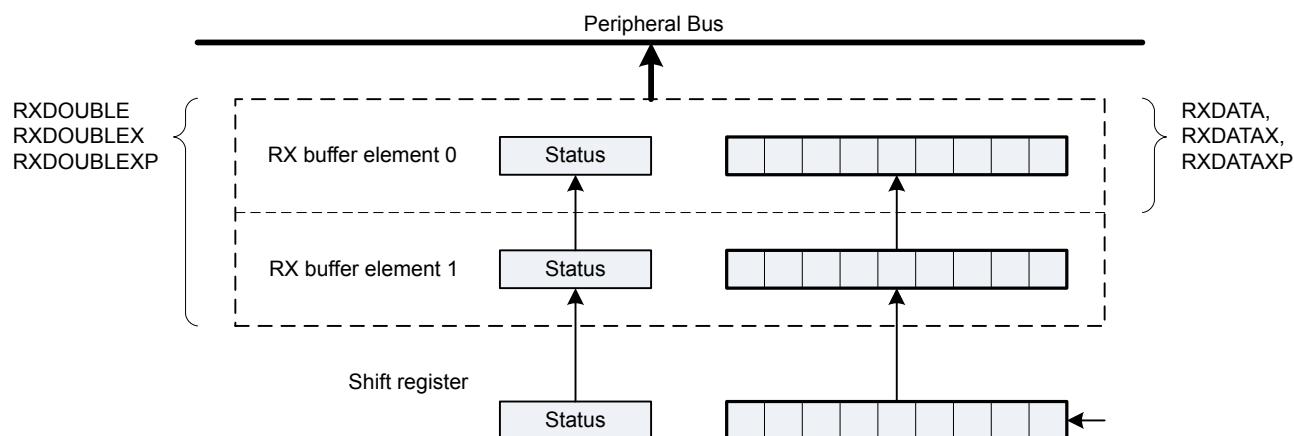 Peripheral Bus
RXDOUBLE
RXDOUBLEX
RXDOUBLEXP
RXDATA,
RXDATAX,
RXDATAXP
RX buffer element 0
Status
RX buffer element 1
Status
Shift register
Status